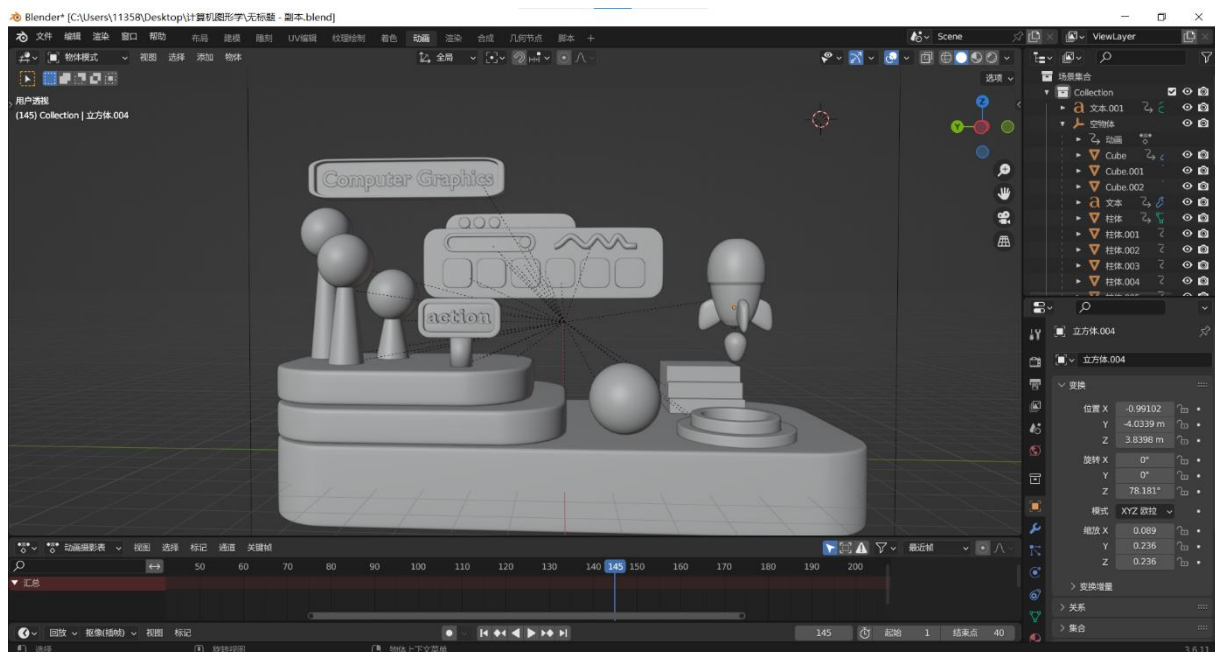 Blender* [C:\Users\11358\Desktop\计算机图形学\无标题 - 副本.blend]
文件 编辑 渲染 窗口 帮助 布局 建模 雕刻 UV编辑 纹理绘制 着色 动画 渲染 合成 几何节点 脚本 + Scene ViewLayer
物体模式 视图 选择 添加 物体 全局
选项
用户透视
(145) Collection | 立方体.004
Computer Graphics
action
Z
Y
场景集合
Collection
文本.001
空物体
动画
Cube
Cube.001
Cube.002
文本
柱体
柱体.001
柱体.002
柱体.003
柱体.004
立方体.004
立方体.004
变换
位置 X -0.99102
Y -4.0339 m
Z 3.8398 m
旋转 X 0°
Y 0°
Z 78.181°
模式 XYZ 欧拉
缩放 X 0.089
Y 0.236
Z 0.236
变换增量
关系
集合
动画摄影表 视图 选择 标记 通道 关键帧 最近帧
50 60 70 80 90 100 110 120 130 140 145 150 160 170 180 190 200
汇总
回放 抠像(插帧) 视图 标记 145 起始 1 结束点 40
选择 旋转视图 物体上下文菜单 3.6.11